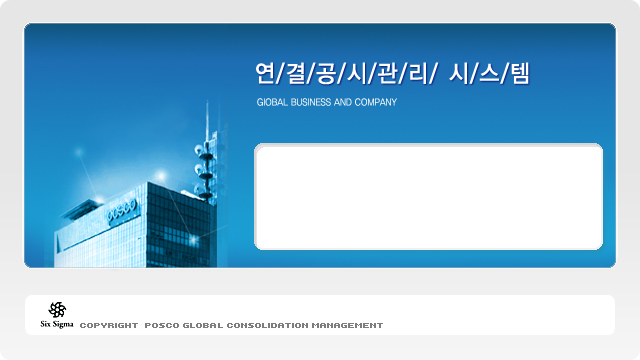 연/결/공/시/관/리/ 시/스/템
GIOBAL BUSINESS AND COMPANY
posco
Six Sigma COPYRIGHT POSCO GLOBAL CONSOLIDATION MANAGEMENT